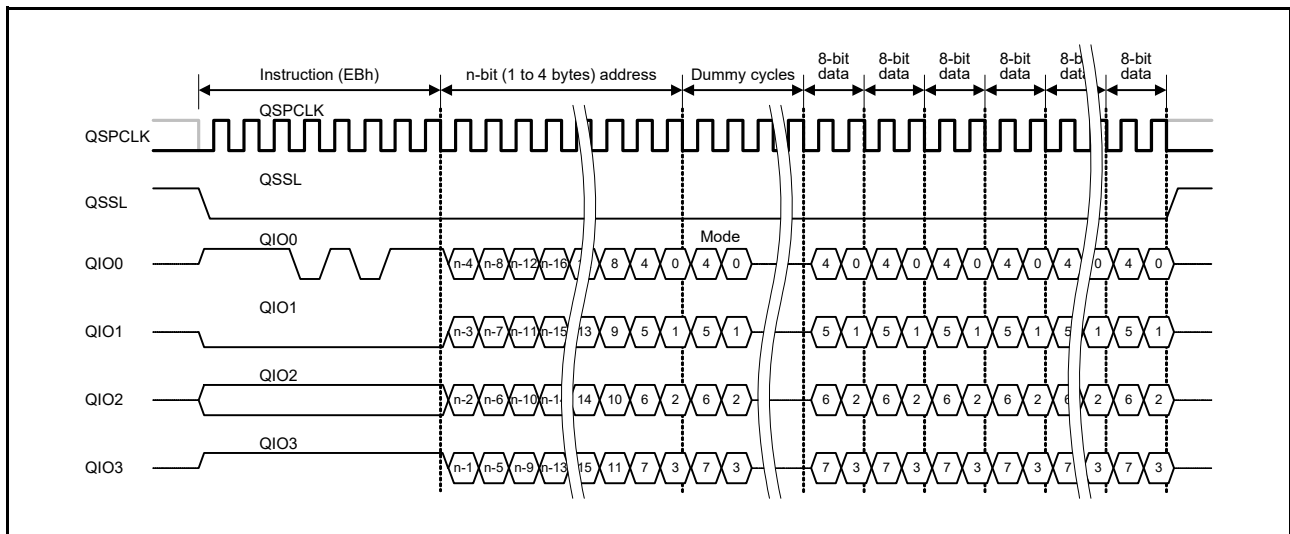 8-bit 8-bit 8-bit 8-bit 8-bit 8-bit
Instruction (EBh) n-bit (1 to 4 bytes) address Dummy cycles data data data data data data
QSPCLK
QSPCLK
QSSL
QSSL
QIO0 Mode
QIO0 n-4 n-8 n-12 n-16 8 4 0 4 0 4 0 4 0 4 0 4 0 4 0 4 0
QIO1
QIO1 n-3 n-7 n-11 n-15 13 9 5 1 5 1 5 1 5 1 5 1 5 1 5 1 5 1
QIO2
QIO2 n-2 n-6 n-10 n-14 14 10 6 2 6 2 6 2 6 2 6 2 6 2 6 2 6 2
QIO3
QIO3 n-1 n-5 n-9 n-13 15 11 7 3 7 3 7 3 7 3 7 3 7 3 7 3 7 3